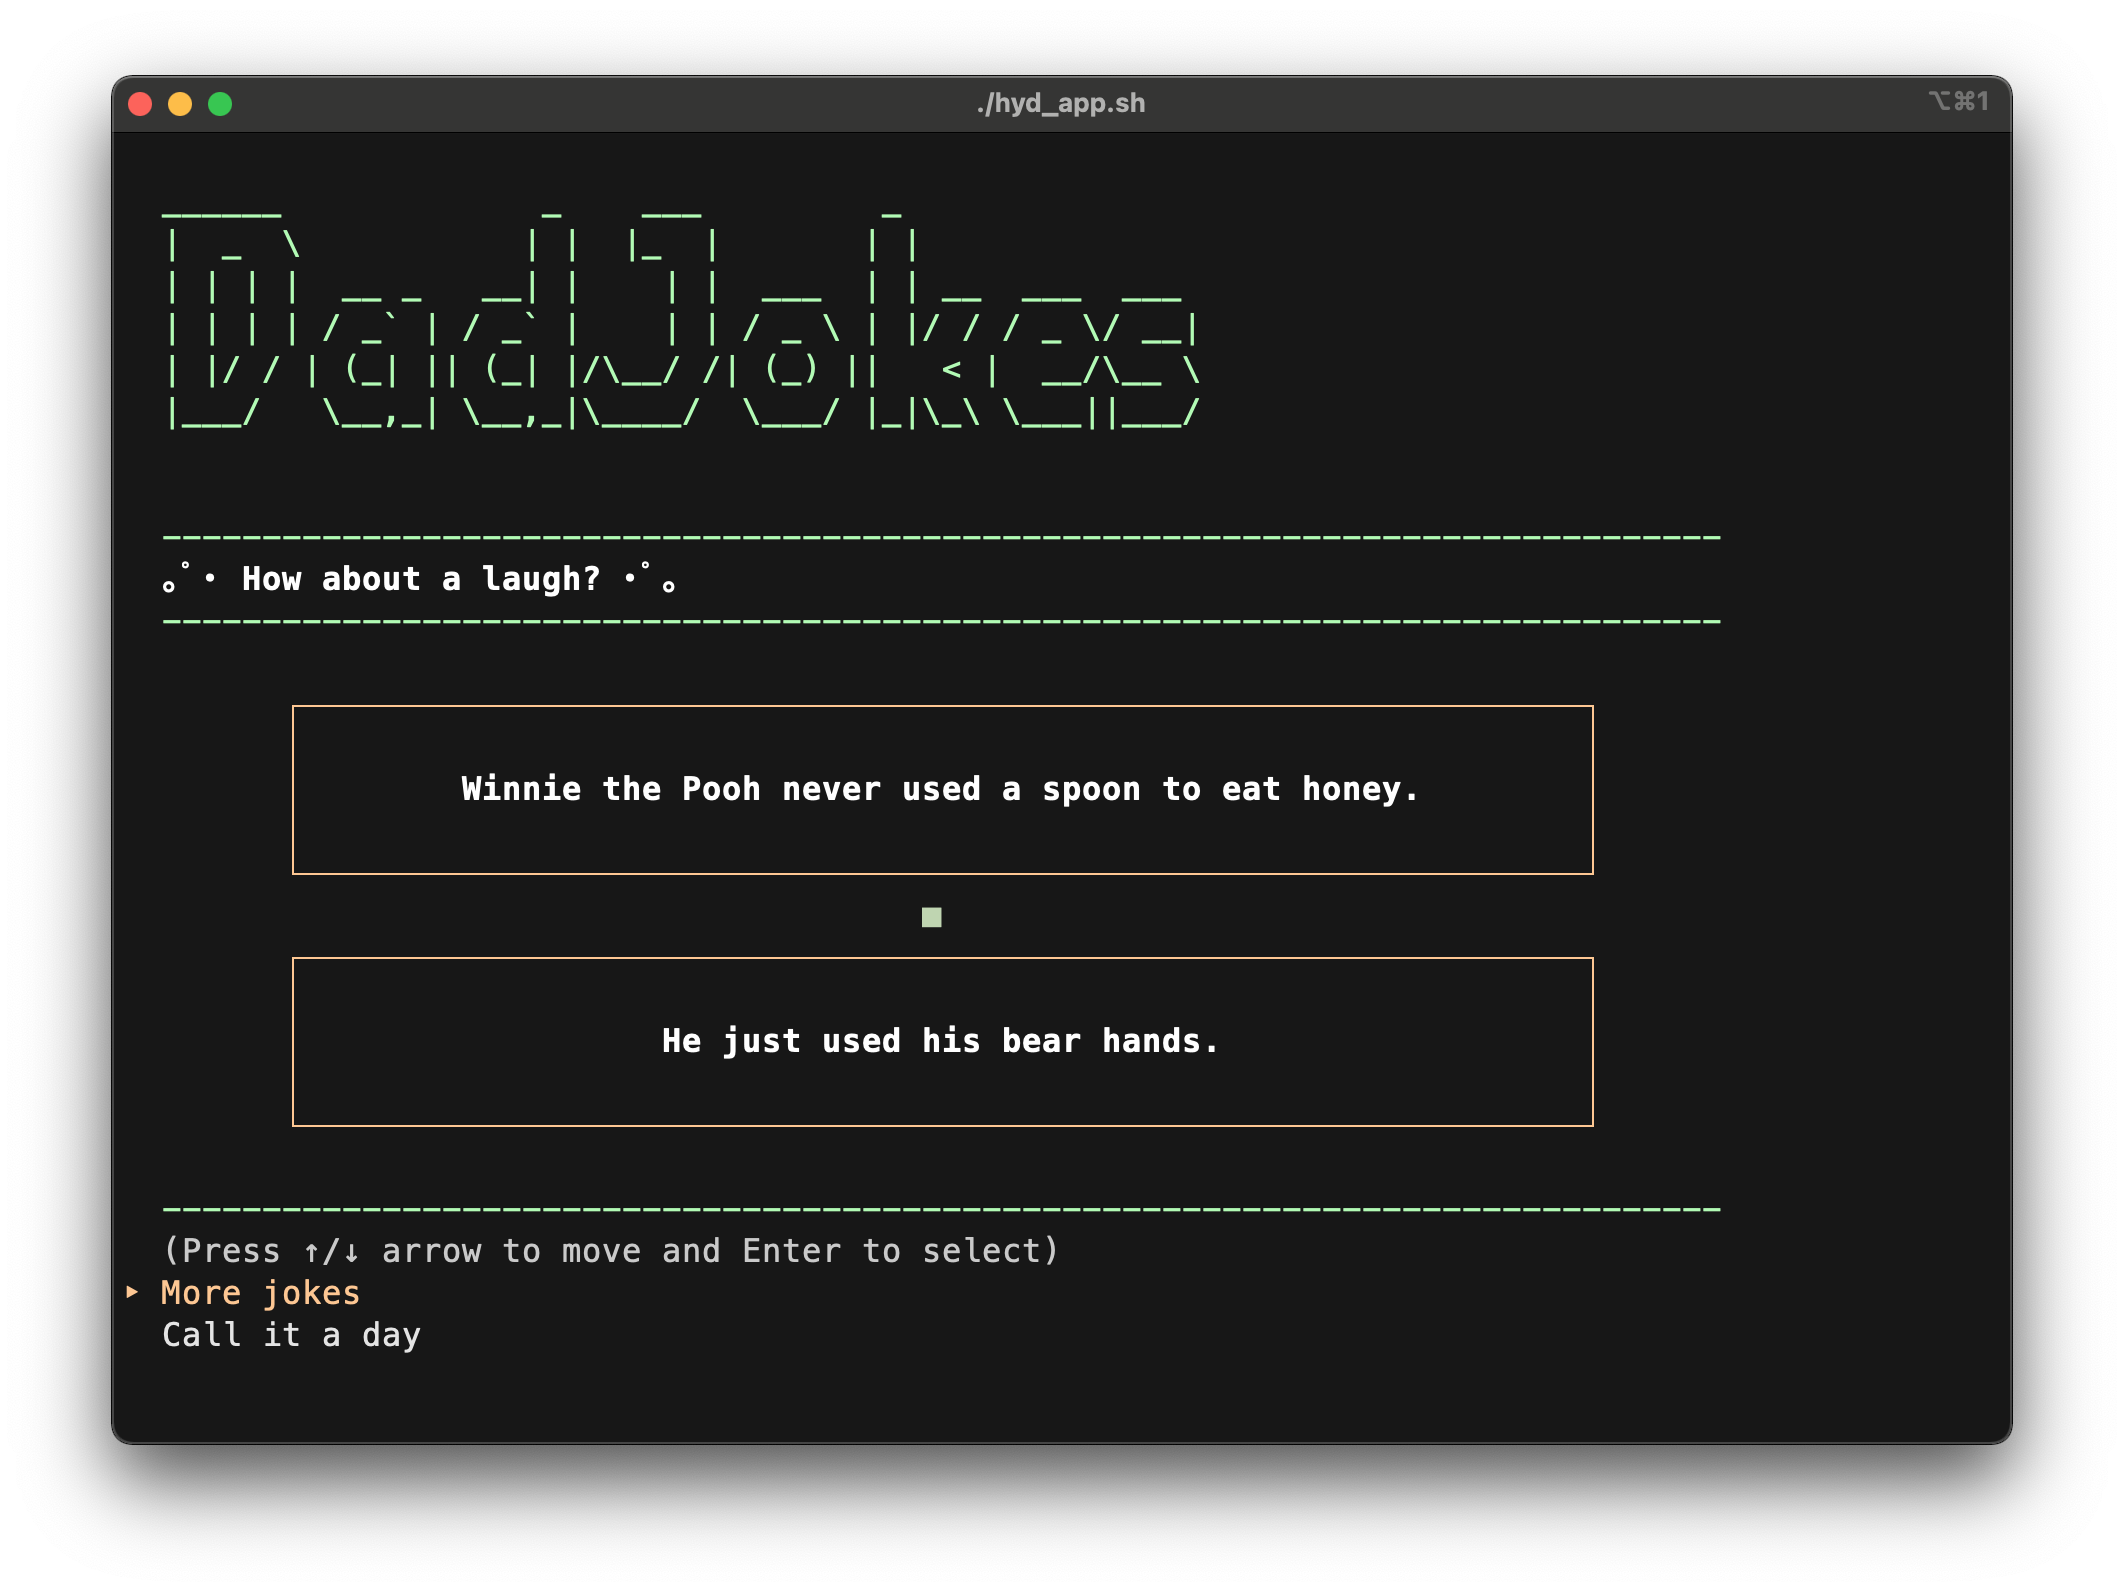 ./hyd_app.sh
⌥⌘1
DadJokes
｡ﾟ･ How about a laugh? ･ﾟ｡
Winnie the Pooh never used a spoon to eat honey.
He just used his bear hands.
(Press ↑/↓ arrow to move and Enter to select)
▸ More jokes
Call it a day